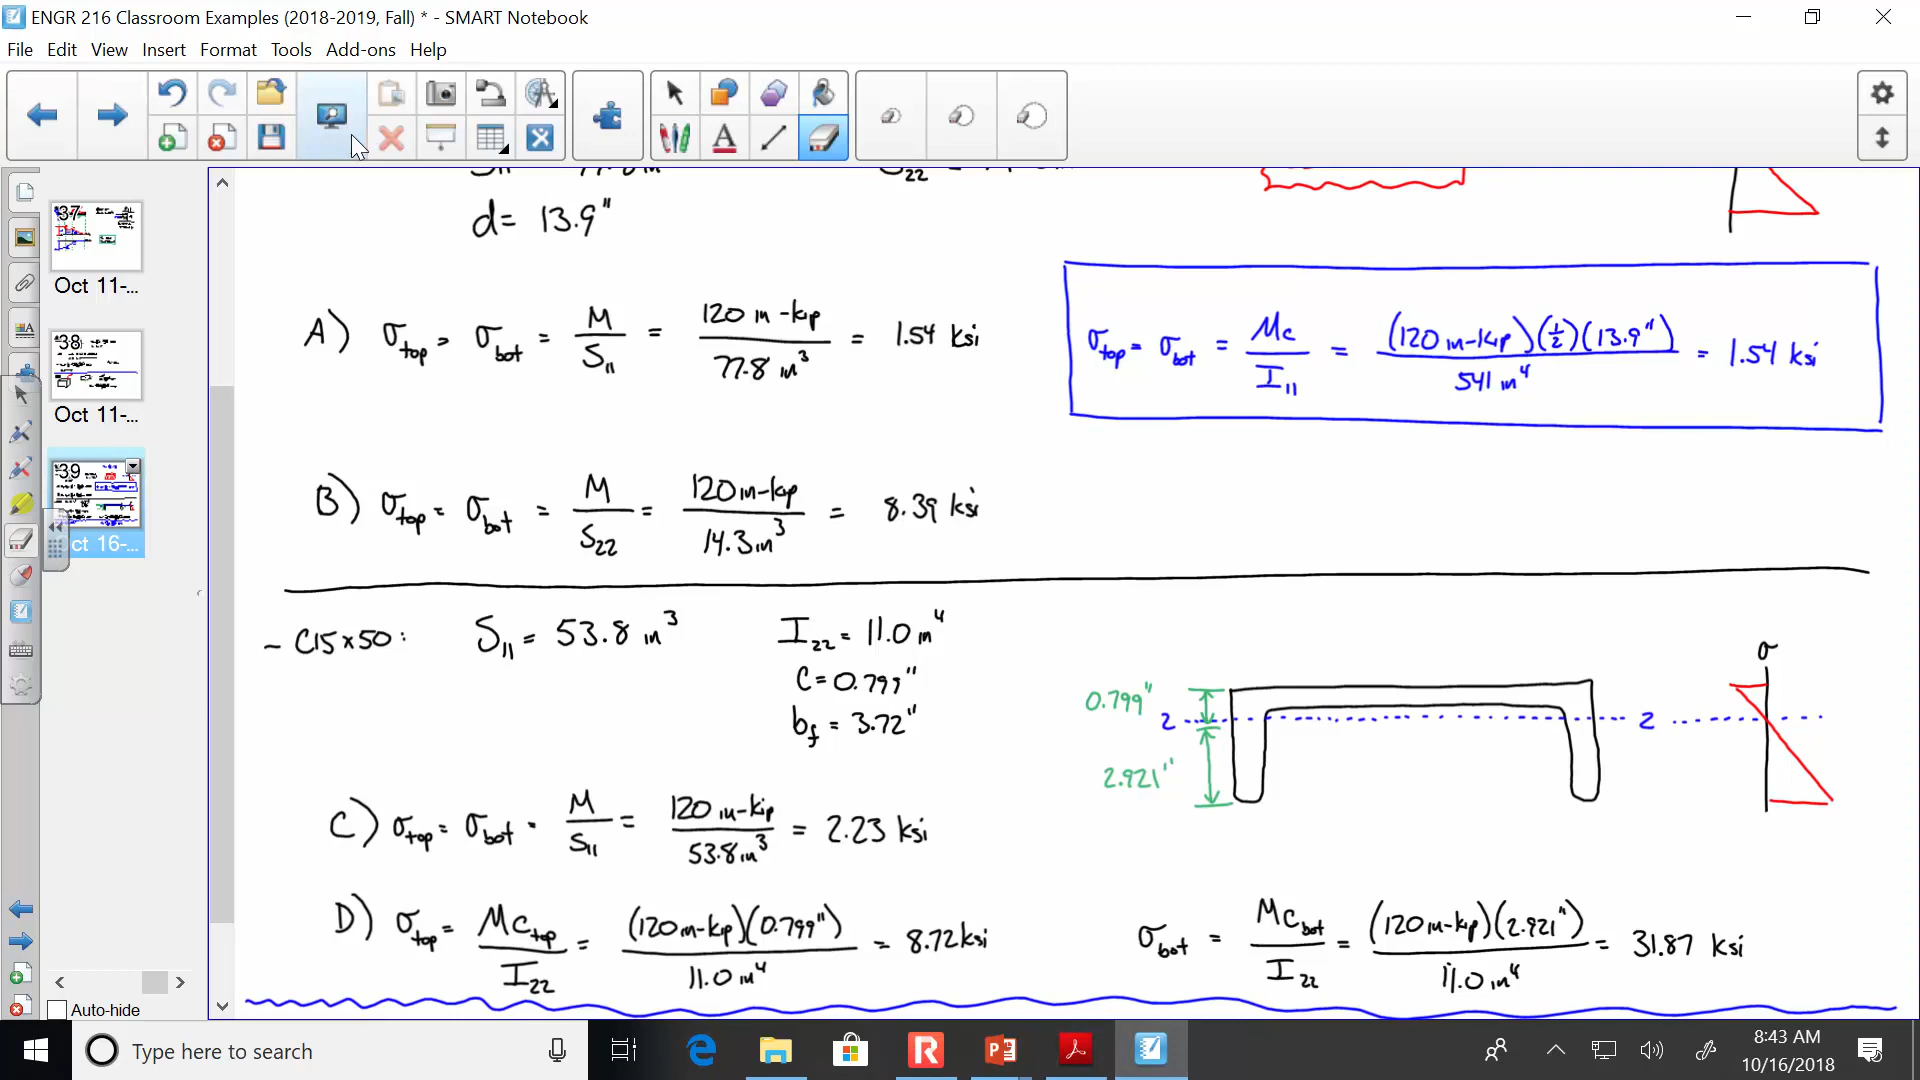 ENGR 216 Classroom Examples (2018-2019, Fall) * - SMART Notebook
File Edit View Insert Format Tools Add-ons Help
37
Oct 11-...
38
Oct 11-...
39
ct 16-...
Auto-hide
d = 13.9"
A) σtop = σbot = M / S11 = 120 in-kip / 77.8 in³ = 1.54 ksi
σtop = σbot = Mc / I11 = (120 in-kip)(1/2)(13.9") / 541 in⁴ = 1.54 ksi
B) σtop = σbot = M / S22 = 120 in-kip / 14.3 in³ = 8.39 ksi
~ C15x50: S11 = 53.8 in³ I22 = 11.0 in⁴
c = 0.799"
bf = 3.72"
σ
0.799"
2 2
2.921"
C) σtop = σbot = M / S11 = 120 in-kip / 53.8 in³ = 2.23 ksi
D) σtop = Mctop / I22 = (120 in-kip)(0.799") / 11.0 in⁴ = 8.72 ksi
σbot = Mcbot / I22 = (120 in-kip)(2.921") / 11.0 in⁴ = 31.87 ksi
Type here to search
8:43 AM
10/16/2018